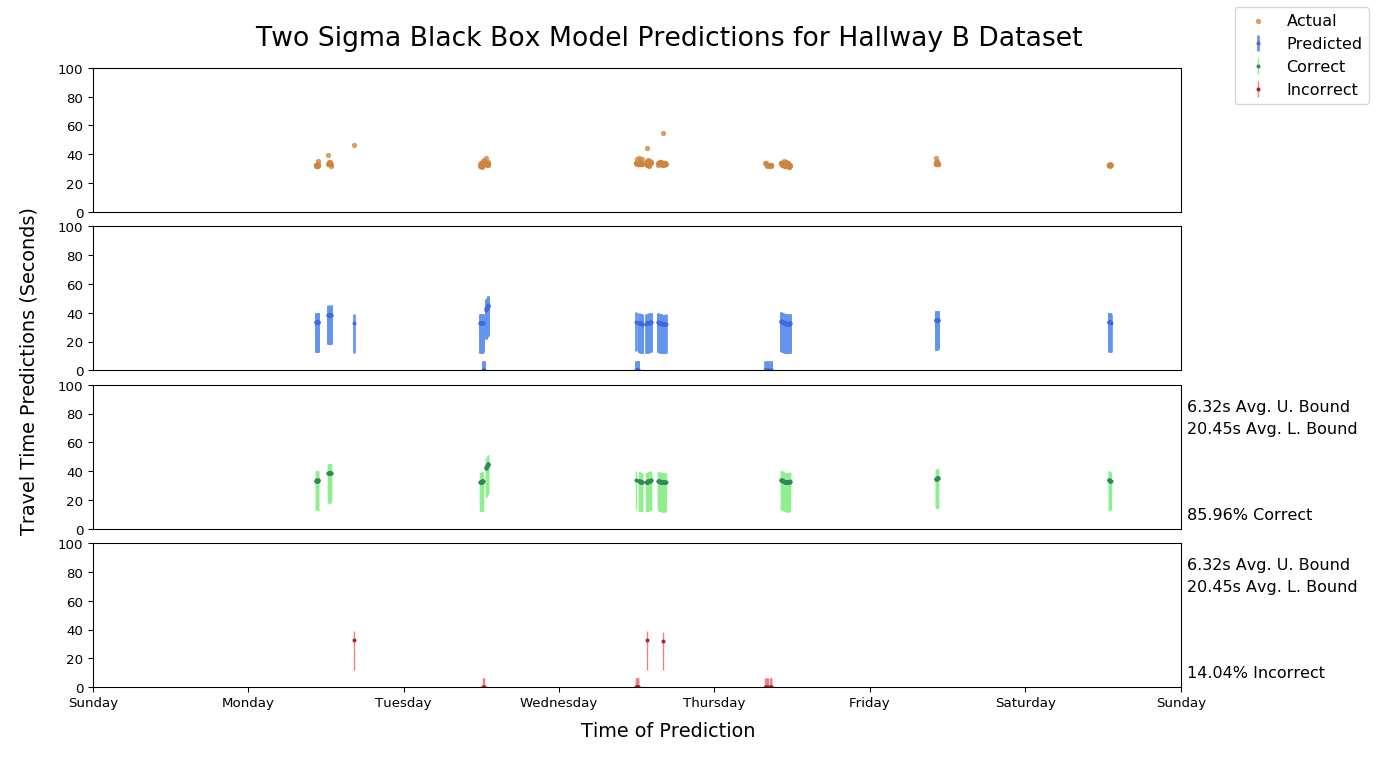 Two Sigma Black Box Model Predictions for Hallway B Dataset
Actual
Predicted
Correct
Incorrect
Travel Time Predictions (Seconds)
100
80
60
40
20
0
100
80
60
40
20
0
100
80
60
40
20
0
6.32s Avg. U. Bound
20.45s Avg. L. Bound
85.96% Correct
100
80
60
40
20
0
6.32s Avg. U. Bound
20.45s Avg. L. Bound
14.04% Incorrect
Sunday Monday Tuesday Wednesday Thursday Friday Saturday Sunday
Time of Prediction